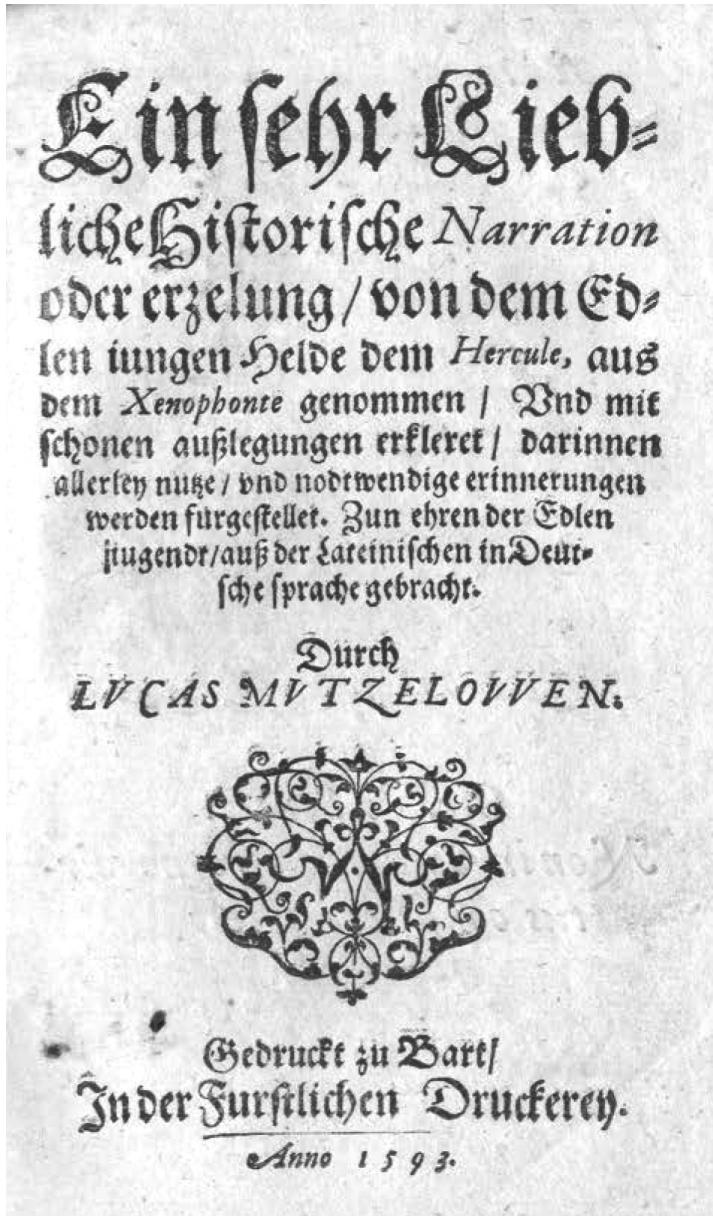 Ein ſehr Lieb-
liche Hiſtoriſche Narration
oder erzelung / von dem Ed-
len iungen Helde dem Hercule, aus
dem Xenophonte genommen / Vnd mit
ſchonen außlegungen erkleret / darinnen
allerley nutze / vnd nodtwendige erinnerungen
werden furgeſtellet. Zun ehren der Edlen
jiugendt / auß der Lateiniſchen in Deut-
ſche ſprache gebracht.
Durch
LVCAS MVTZELOVVEN.
Gedruckt zu Bart /
In der Furſtlichen Druckerey.
Anno 1593.